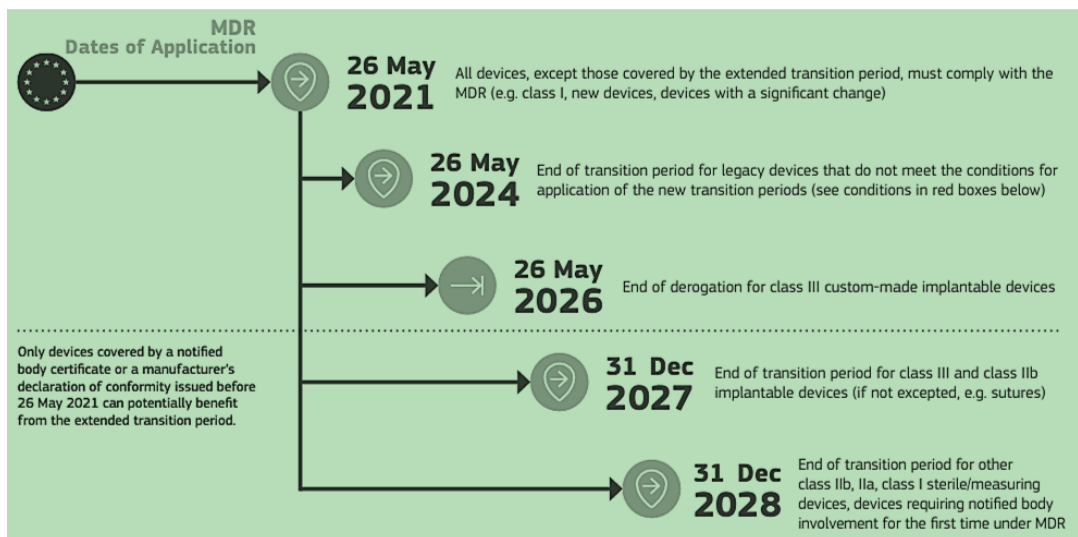 MDR
Dates of Application
26 May
2021
All devices, except those covered by the extended transition period, must comply with the
MDR (e.g. class I, new devices, devices with a significant change)
26 May
2024
End of transition period for legacy devices that do not meet the conditions for
application of the new transition periods (see conditions in red boxes below)
26 May
2026
End of derogation for class III custom-made implantable devices
Only devices covered by a notified
body certificate or a manufacturer's
declaration of conformity issued before
26 May 2021 can potentially benefit
from the extended transition period.
31 Dec
2027
End of transition period for class III and class IIb
implantable devices (if not excepted, e.g. sutures)
31 Dec
2028
End of transition period for other
class IIb, IIa, class I sterile/measuring
devices, devices requiring notified body
involvement for the first time under MDR